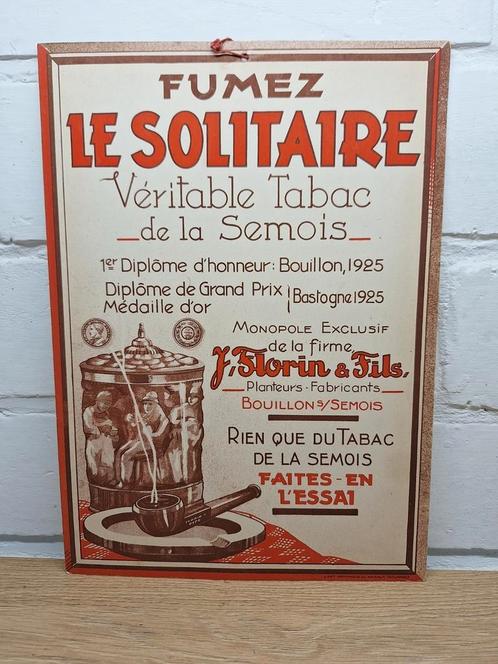 FUMEZ
LE SOLITAIRE
Véritable Tabac
de la Semois
1er Diplôme d'honneur: Bouillon, 1925
Diplôme de Grand Prix
Médaille d'or
Bastogne 1925
MONOPOLE EXCLUSIF
de la firme
J. Florin & Fils,
Planteurs - Fabricants
BOUILLON S/SEMOIS
RIEN QUE DU TABAC
DE LA SEMOIS
FAITES-EN
L'ESSAI